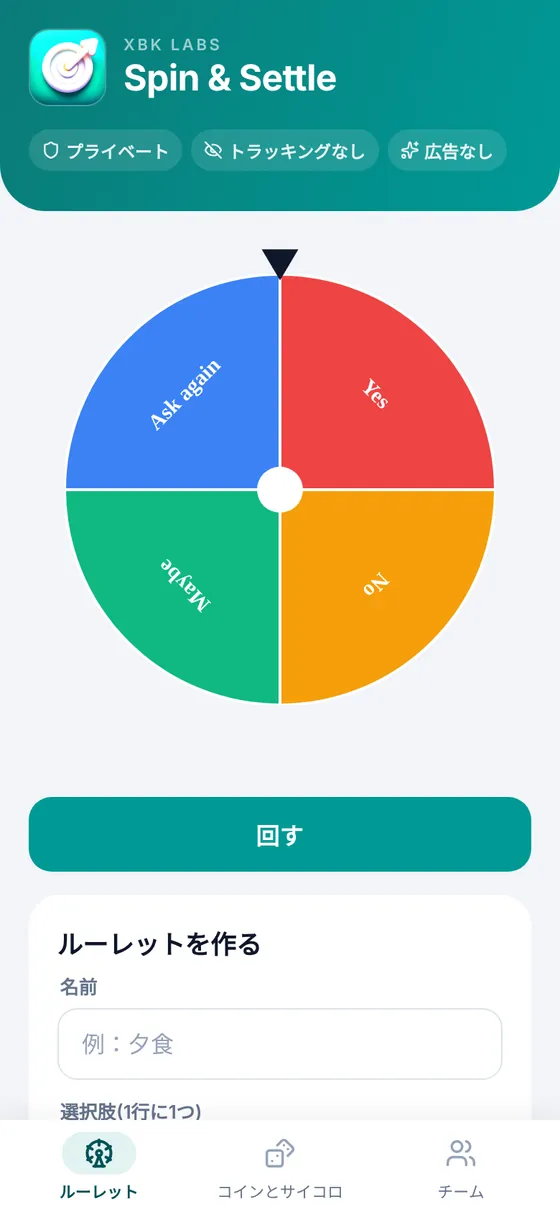 XBK LABS
Spin & Settle
プライベート
トラッキングなし
広告なし
Ask again
Yes
Maybe
No
回す
ルーレットを作る
名前
例：夕食
選択肢(1行に1つ)
ルーレット
コインとサイコロ
チーム